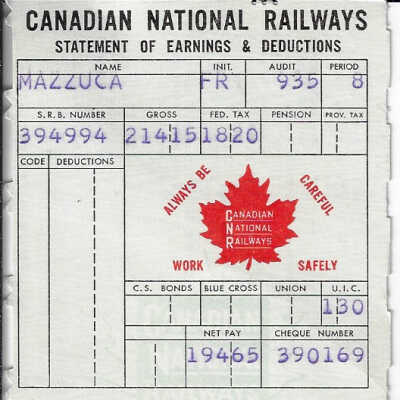 CANADIAN NATIONAL RAILWAYS
STATEMENT OF EARNINGS & DEDUCTIONS
NAME INIT. AUDIT PERIOD
MAZZUCA FR 935 8
S.R.B. NUMBER GROSS FED. TAX PENSION PROV. TAX
394994 21415 1820
CODE DEDUCTIONS
ALWAYS BE CAREFUL
CANADIAN
NATIONAL
RAILWAYS
WORK SAFELY
C.S. BONDS BLUE CROSS UNION U.I.C.
130
NET PAY CHEQUE NUMBER
19465 390169